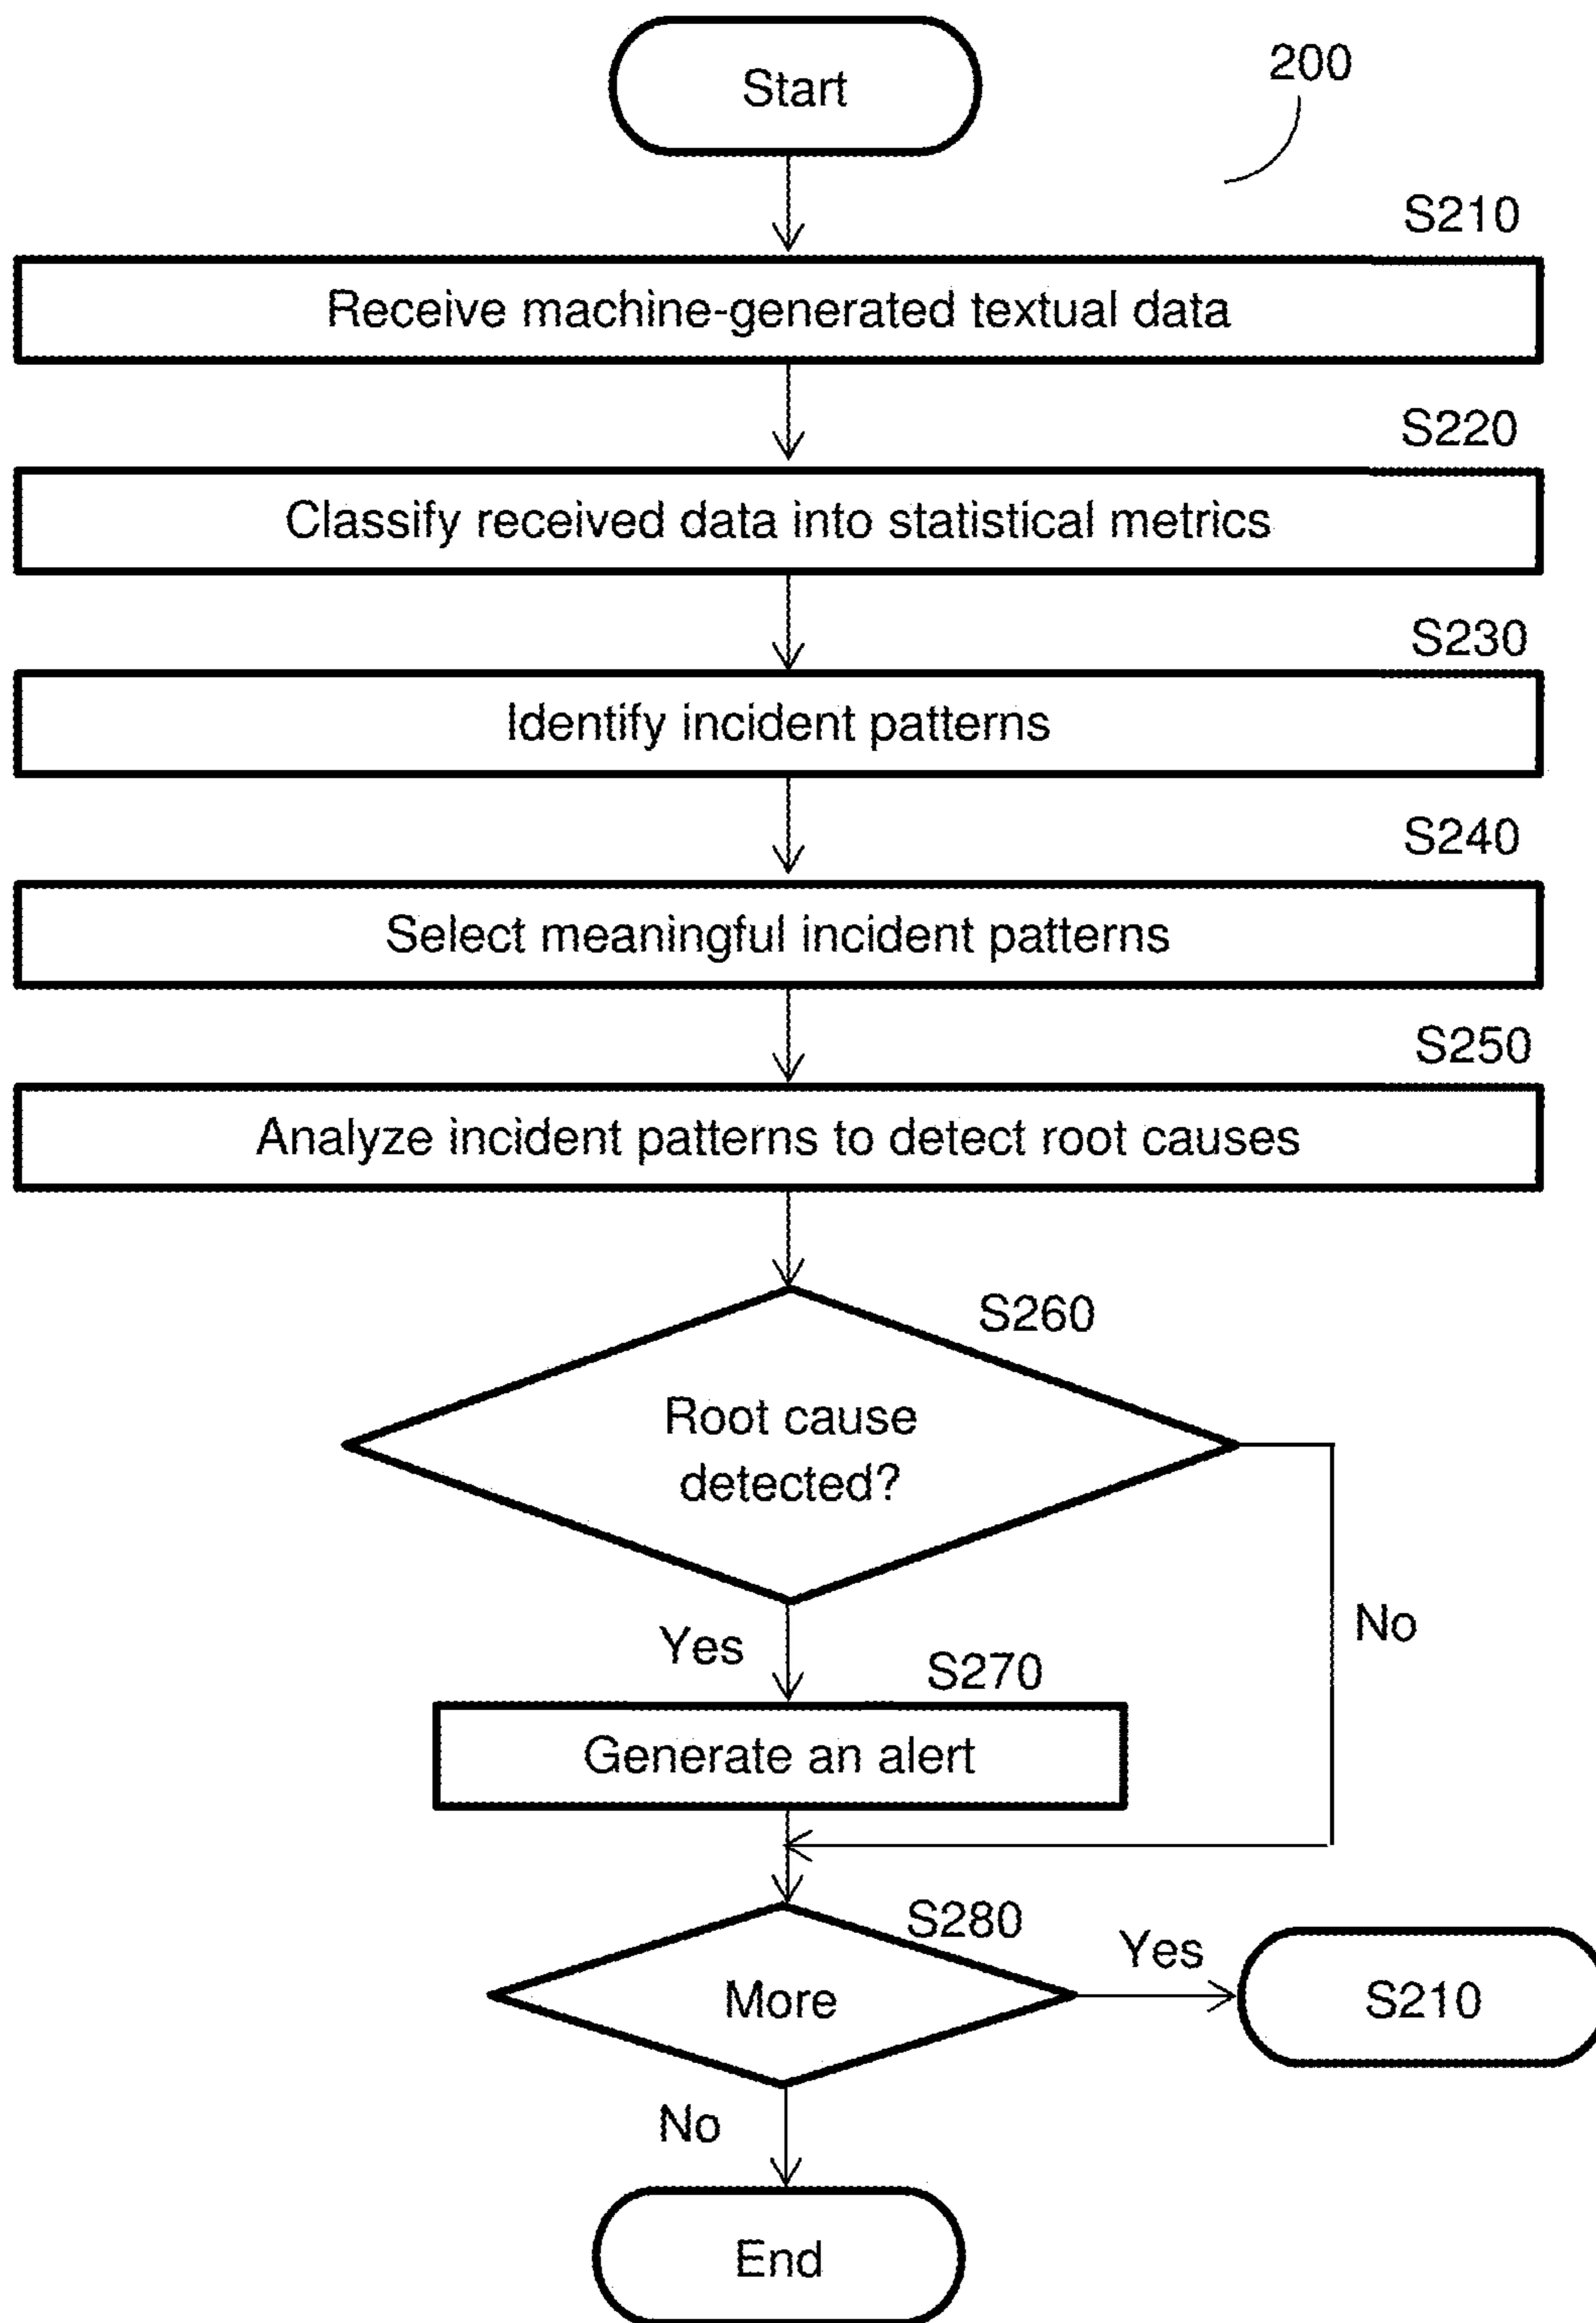 Start
200
S210
Receive machine-generated textual data
S220
Classify received data into statistical metrics
S230
Identify incident patterns
S240
Select meaningful incident patterns
S250
Analyze incident patterns to detect root causes
S260
Root cause
detected?
No
Yes
S270
Generate an alert
S280
Yes
More
S210
No
End